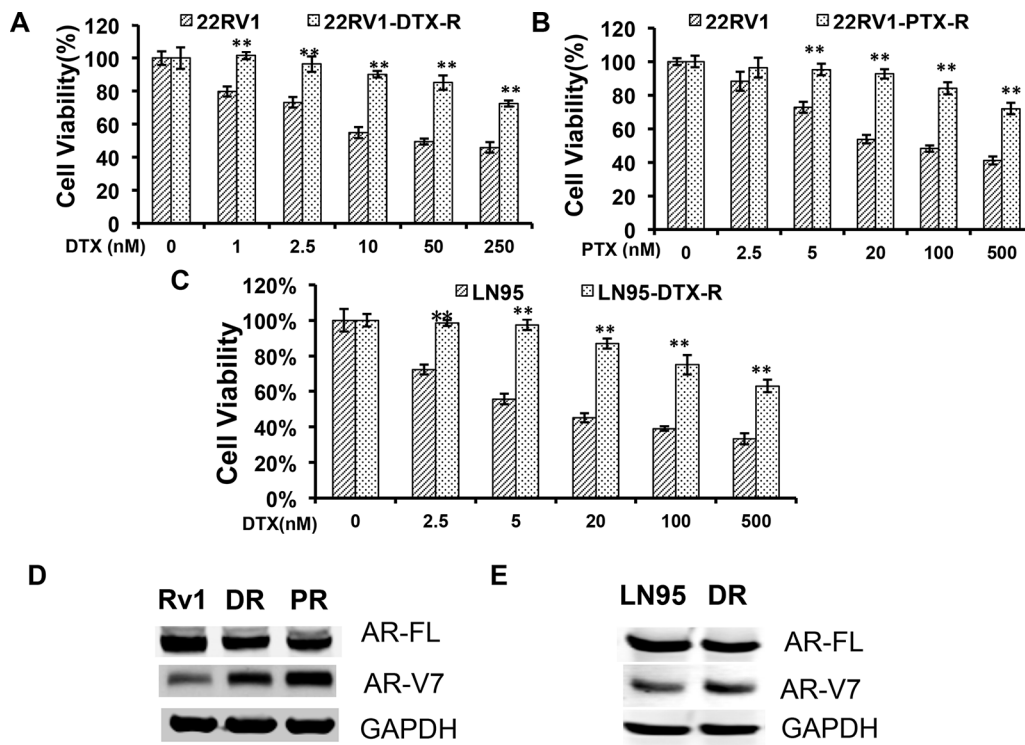 A
22RV1 22RV1-DTX-R
Cell Viability(%)
120
100
80
60
40
20
0
** ** ** ** **
DTX (nM) 0 1 2.5 10 50 250
B
22RV1 22RV1-PTX-R
Cell Viability(%)
120
100
80
60
40
20
0
** ** ** **
PTX (nM) 0 2.5 5 20 100 500
C
LN95 LN95-DTX-R
Cell Viability
120%
100%
80%
60%
40%
20%
0%
** ** ** ** **
DTX(nM) 0 2.5 5 20 100 500
D
Rv1 DR PR
AR-FL
AR-V7
GAPDH
E
LN95 DR
AR-FL
AR-V7
GAPDH